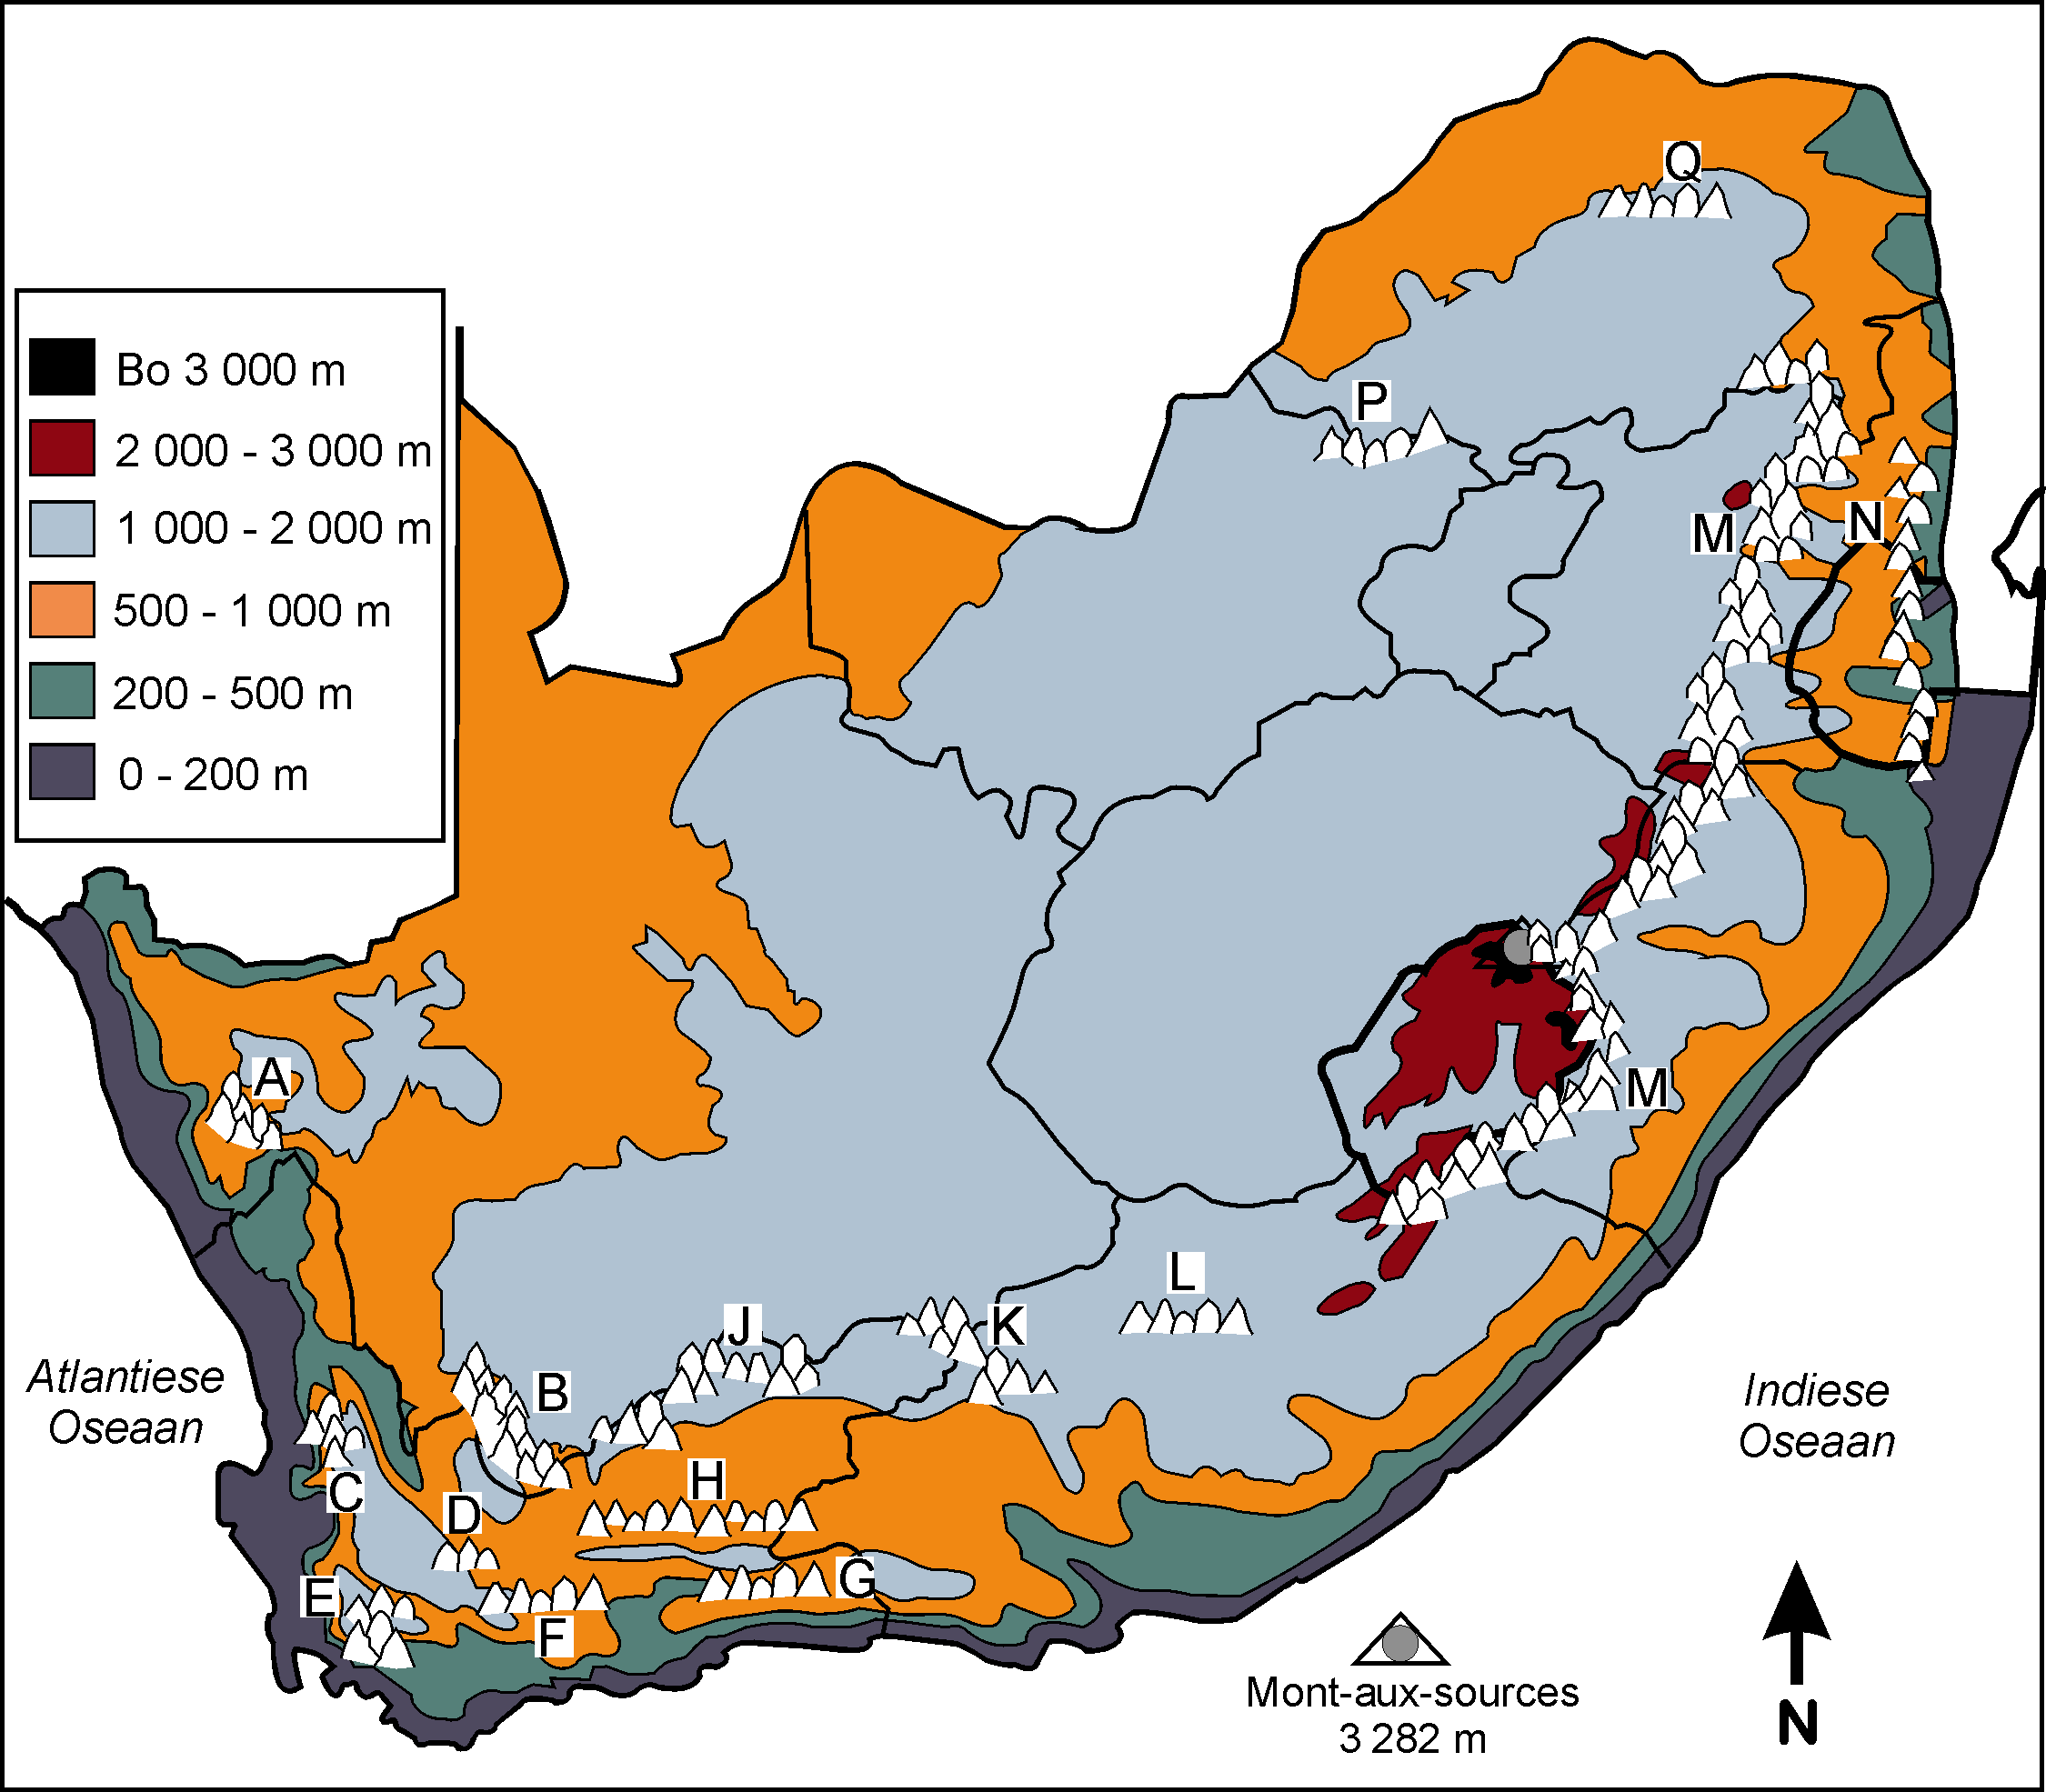 Q
Bo 3 000 m
P
2 000 - 3 000 m
1 000 - 2 000 m
M
N
500 - 1 000 m
200 - 500 m
0 - 200 m
A
M
L
J
K
Atlantiese
Oseaan
B
Indiese
Oseaan
C
H
D
E
G
F
Mont-aux-sources
3 282 m
N